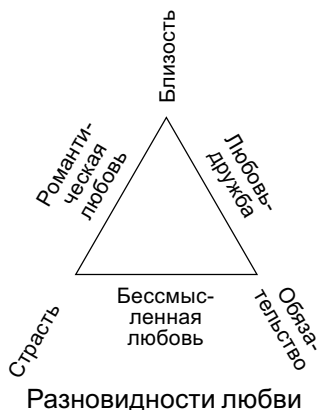 Близость
Романти-
ческая
любовь
Любовь-
дружба
Страсть
Бессмыс-
ленная
любовь
Обяза-
тельство
Разновидности любви